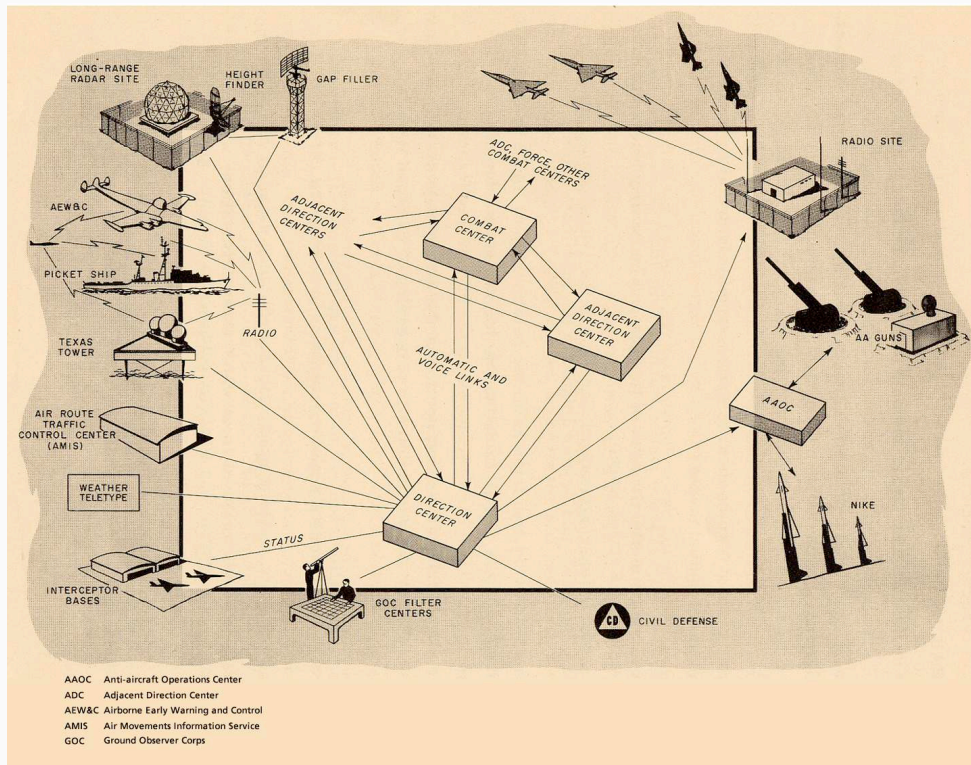 LONG-RANGE
RADAR SITE
HEIGHT
FINDER
GAP FILLER
RADIO SITE
ADC, FORCE, OTHER
COMBAT CENTERS
AEW&C
ADJACENT
DIRECTION
CENTERS
COMBAT
CENTER
PICKET SHIP
RADIO
TEXAS
TOWER
ADJACENT
DIRECTION
CENTER
AA GUNS
AUTOMATIC AND
VOICE LINKS
AIR ROUTE
TRAFFIC
CONTROL CENTER
(AMIS)
AAOC
WEATHER
TELETYPE
DIRECTION
CENTER
NIKE
STATUS
INTERCEPTOR
BASES
GOC FILTER
CENTERS
CD
CIVIL DEFENSE
AAOC Anti-aircraft Operations Center
ADC Adjacent Direction Center
AEW&C Airborne Early Warning and Control
AMIS Air Movements Information Service
GOC Ground Observer Corps